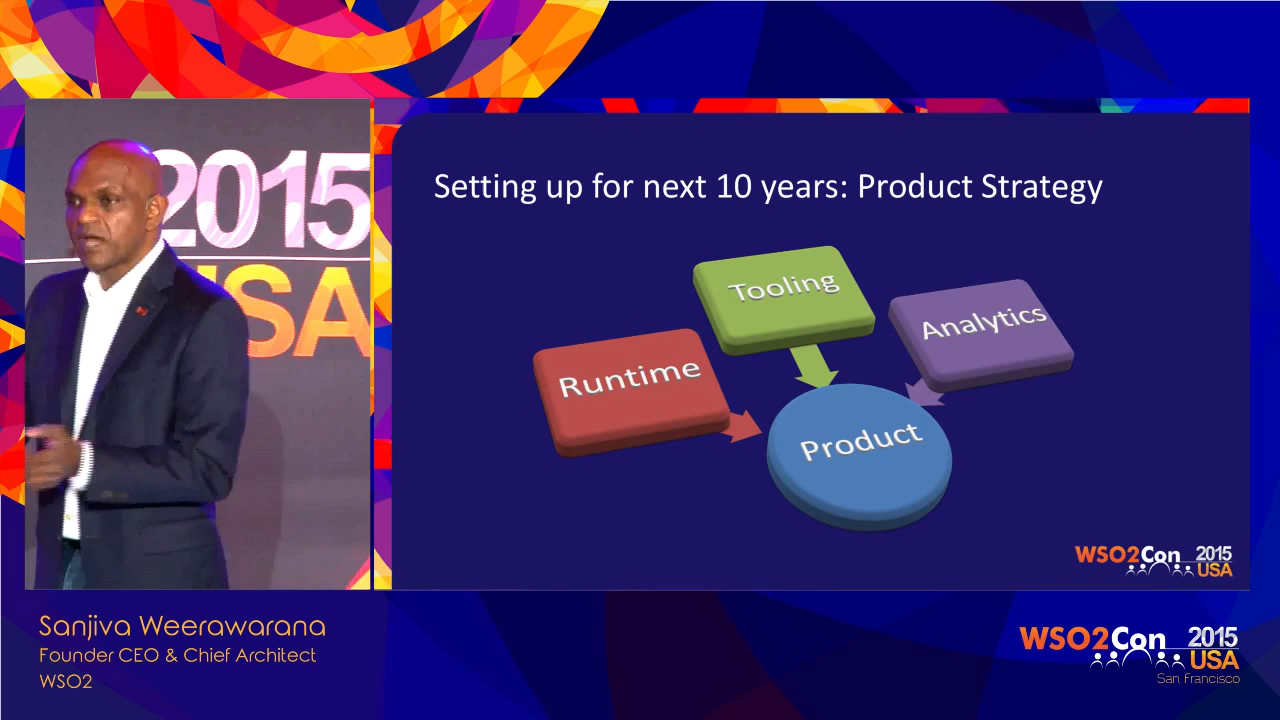 2015
USA
Setting up for next 10 years: Product Strategy
Tooling
Analytics
Runtime
Product
WSO2Con 2015
USA
Sanjiva Weerawarana
Founder CEO & Chief Architect
WSO2
WSO2Con 2015
USA
San Francisco